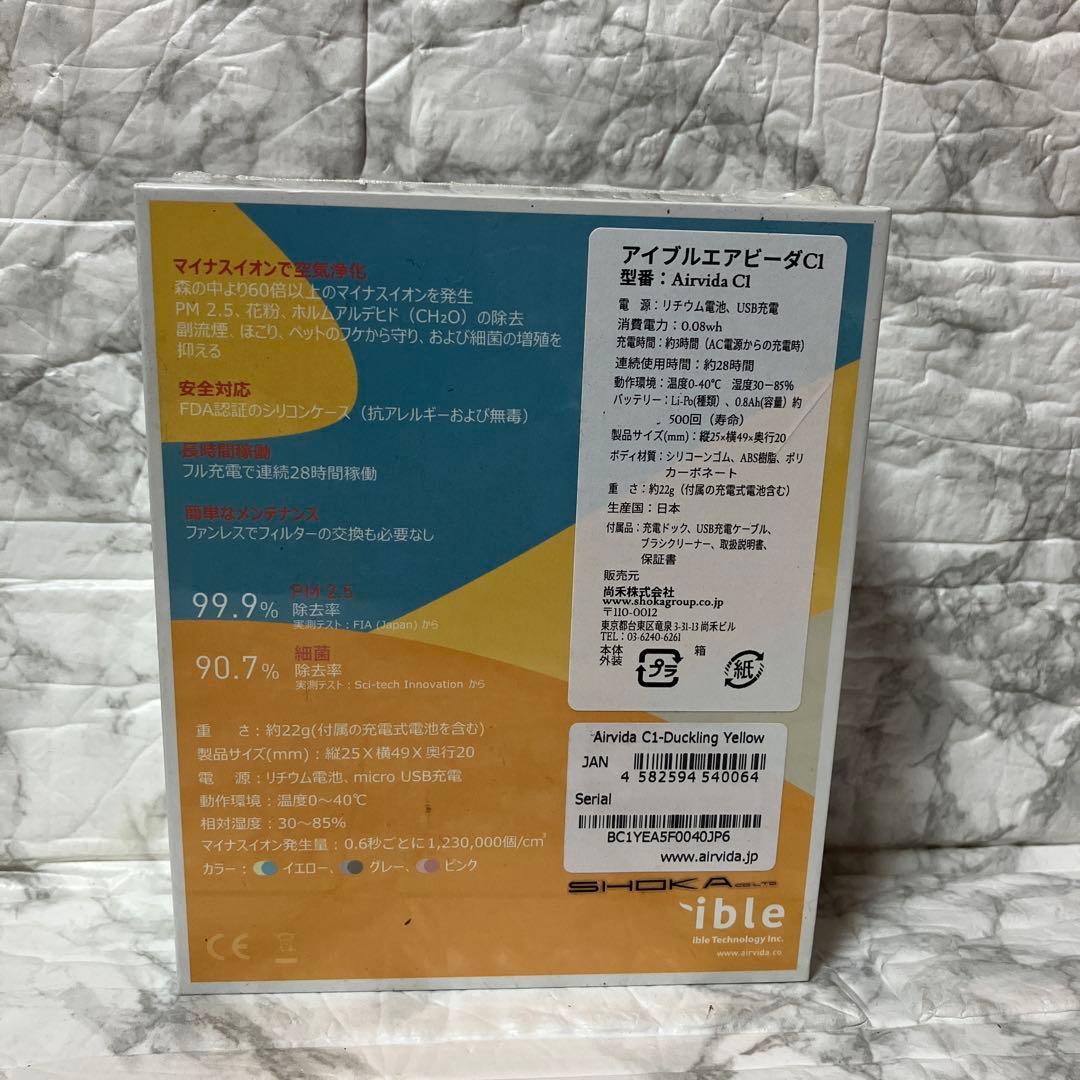 マイナスイオンで空気浄化
森の中より60倍以上のマイナスイオンを発生
PM 2.5、花粉、ホルムアルデヒド（CH₂O）の除去
副流煙、ほこり、ペットのフケから守り、および細菌の増殖を
抑える
安全対応
FDA認証のシリコンケース（抗アレルギーおよび無毒）
長時間稼働
フル充電で連続28時間稼働
簡単なメンテナンス
ファンレスでフィルターの交換も必要なし
99.9% PM 2.5
除去率
実測テスト：FIA (Japan) から
90.7% 細菌
除去率
実測テスト：Sci-tech Innovation から
重　さ：約22g(付属の充電式電池を含む)
製品サイズ(mm)：縦25X横49X奥行20
電　源：リチウム電池、micro USB充電
動作環境：温度0～40℃
相対湿度：30～85%
マイナスイオン発生量：0.6秒ごとに1,230,000個/cm³
カラー：イエロー、グレー、ピンク
CE
アイブルエアビーダC1
型番：Airvida C1
電　源：リチウム電池、USB充電
消費電力：0.08wh
充電時間：約3時間（AC電源からの充電時）
連続使用時間：約28時間
動作環境：温度0-40℃　湿度30－85%
バッテリー：Li-Po(種類）、0.8Ah(容量）約
500回（寿命）
製品サイズ(mm)：縦25×横49×奥行20
ボディ材質：シリコーンゴム、ABS樹脂、ポリ
カーボネート
重　さ：約22g（付属の充電式電池含む）
生産国：日本
付属品：充電ドック、USB充電ケーブル、
ブラシクリーナー、取扱説明書、
保証書
販売元
尚禾株式会社
www.shokagroup.co.jp
〒110-0012
東京都台東区竜泉 3-31-13 尚禾ビル
TEL：03-6240-6261
本体
外装
プラ
箱
紙
Airvida C1-Duckling Yellow
JAN
4 582594 540064
Serial
BC1YEA5F0040JP6
www.airvida.jp
SHOKA CO.LTD
ible
ible Technology Inc.
www.airvida.co